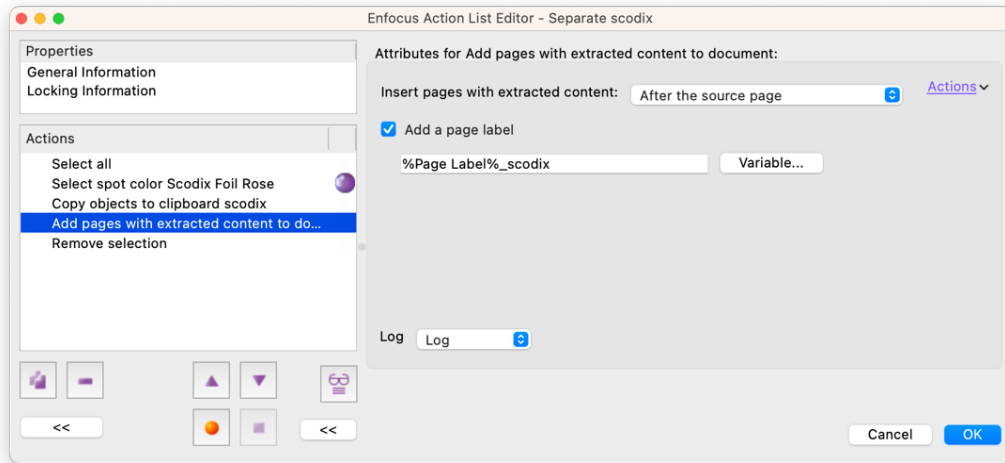 Enfocus Action List Editor - Separate scodix
Properties
General Information
Locking Information
Actions
Select all
Select spot color Scodix Foil Rose
Copy objects to clipboard scodix
Add pages with extracted content to do...
Remove selection
<<
<<
Attributes for Add pages with extracted content to document:
Insert pages with extracted content: After the source page
Actions
Add a page label
%Page Label%_scodix Variable...
Log Log
Cancel OK